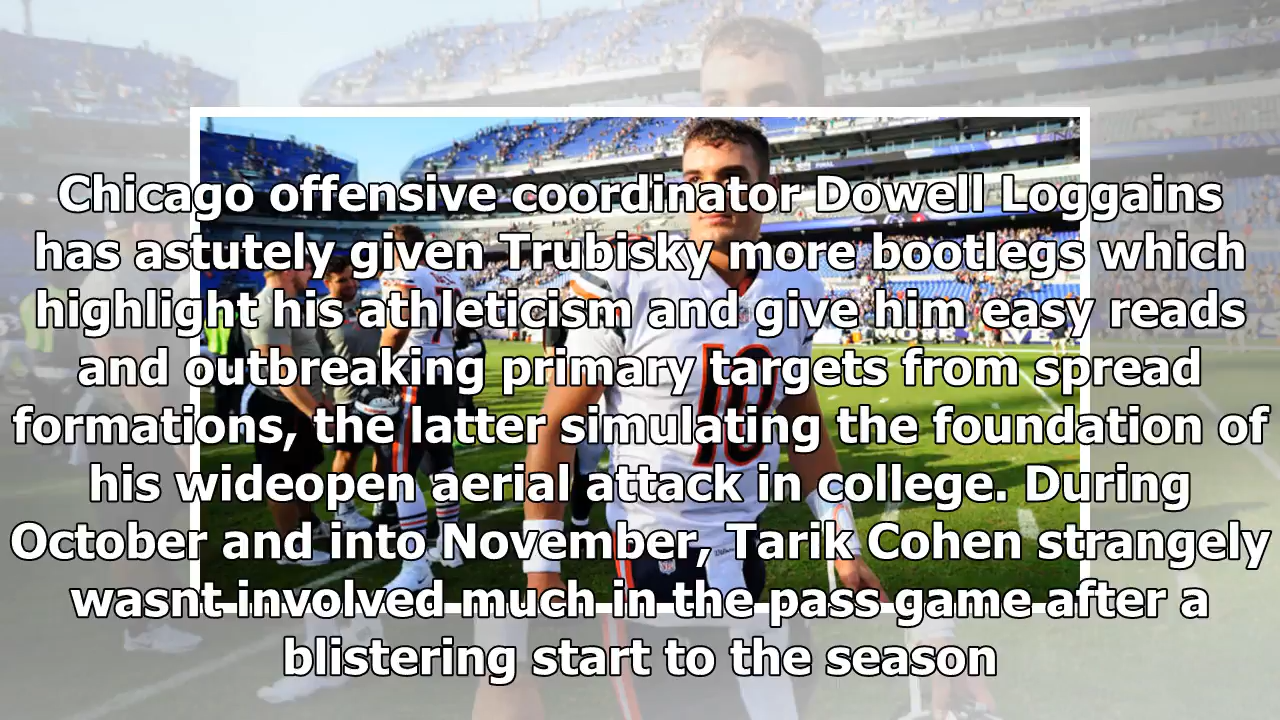 Chicago offensive coordinator Dowell Loggains
has astutely given Trubisky more bootlegs which
highlight his athleticism and give him easy reads
and outbreaking primary targets from spread
formations, the latter simulating the foundation of
his wideopen aerial attack in college. During
October and into November, Tarik Cohen strangely
wasnt involved much in the pass game after a
blistering start to the season
10